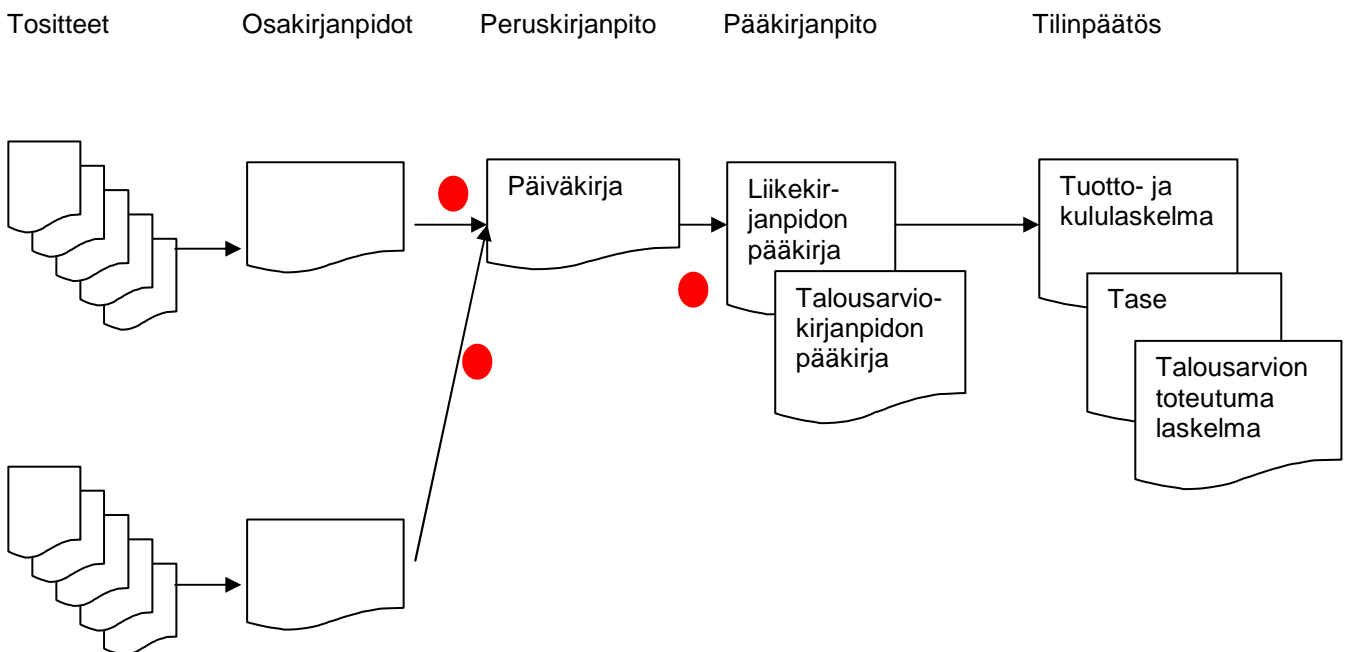 Tositteet Osakirjanpidot Peruskirjanpito Pääkirjanpito Tilinpäätös
Päiväkirja
Liikekir-
janpidon
pääkirja
Talousarvio-
kirjanpidon
pääkirja
Tuotto- ja
kululaskelma
Tase
Talousarvion
toteutuma
laskelma